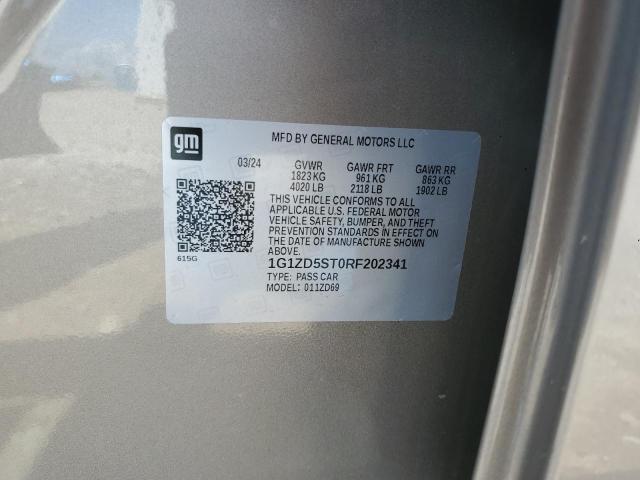 gm
MFD BY GENERAL MOTORS LLC
03/24 GVWR GAWR FRT GAWR RR
1823 KG 961 KG 863 KG
4020 LB 2118 LB 1902 LB
THIS VEHICLE CONFORMS TO ALL
APPLICABLE U.S. FEDERAL MOTOR
VEHICLE SAFETY, BUMPER, AND THEFT
PREVENTION STANDARDS IN EFFECT ON
THE DATE OF MANUFACTURE SHOWN
ABOVE.
615G
1G1ZD5ST0RF202341
TYPE: PASS CAR
MODEL: 011ZD69